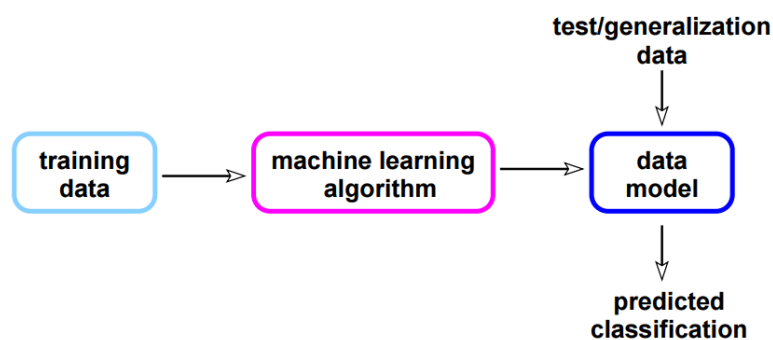 test/generalization
data
training
data
machine learning
algorithm
data
model
predicted
classification